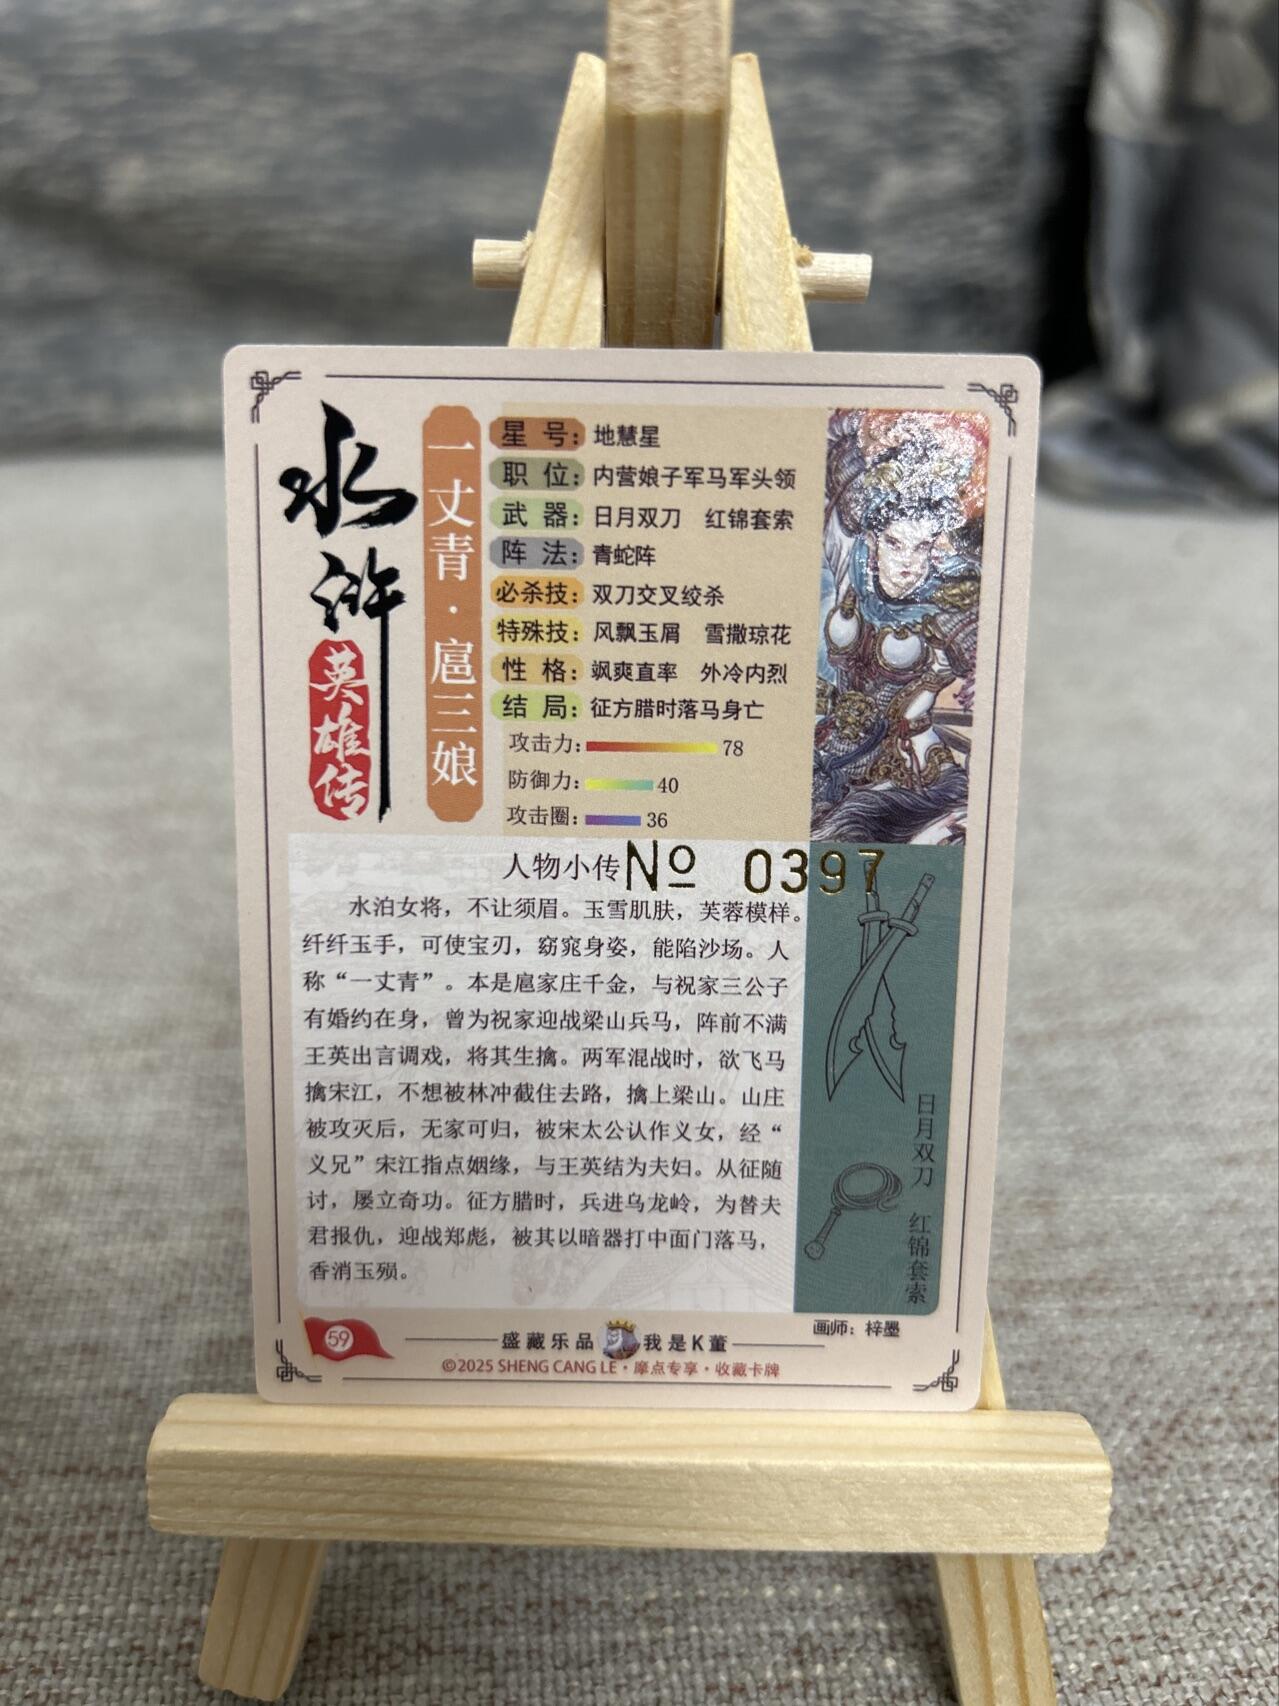 水浒
英雄传
一丈青·扈三娘
星号：地慧星
职位：内营娘子军马军头领
武器：日月双刀 红锦套索
阵法：青蛇阵
必杀技：双刀交叉绞杀
特殊技：风飘玉屑 雪撒琼花
性格：飒爽直率 外冷内烈
结局：征方腊时落马身亡
攻击力：78
防御力：40
攻击圈：36
人物小传
№ 0397
水泊女将，不让须眉。玉雪肌肤，芙蓉模样。
纤纤玉手，可使宝刃，窈窕身姿，能陷沙场。人
称“一丈青”。本是扈家庄千金，与祝家三公子
有婚约在身，曾为祝家迎战梁山兵马，阵前不满
王英出言调戏，将其生擒。两军混战时，欲飞马
擒宋江，不想被林冲截住去路，擒上梁山。山庄
被攻灭后，无家可归，被宋太公认作义女，经“
义兄”宋江指点姻缘，与王英结为夫妇。从征随
讨，屡立奇功。征方腊时，兵进乌龙岭，为替夫
君报仇，迎战郑彪，被其以暗器打中面门落马，
香消玉殒。
日月双刀 红锦套索
画师：梓墨
59
盛藏乐品 我是K董
©2025 SHENG CANG LE·摩点专享·收藏卡牌